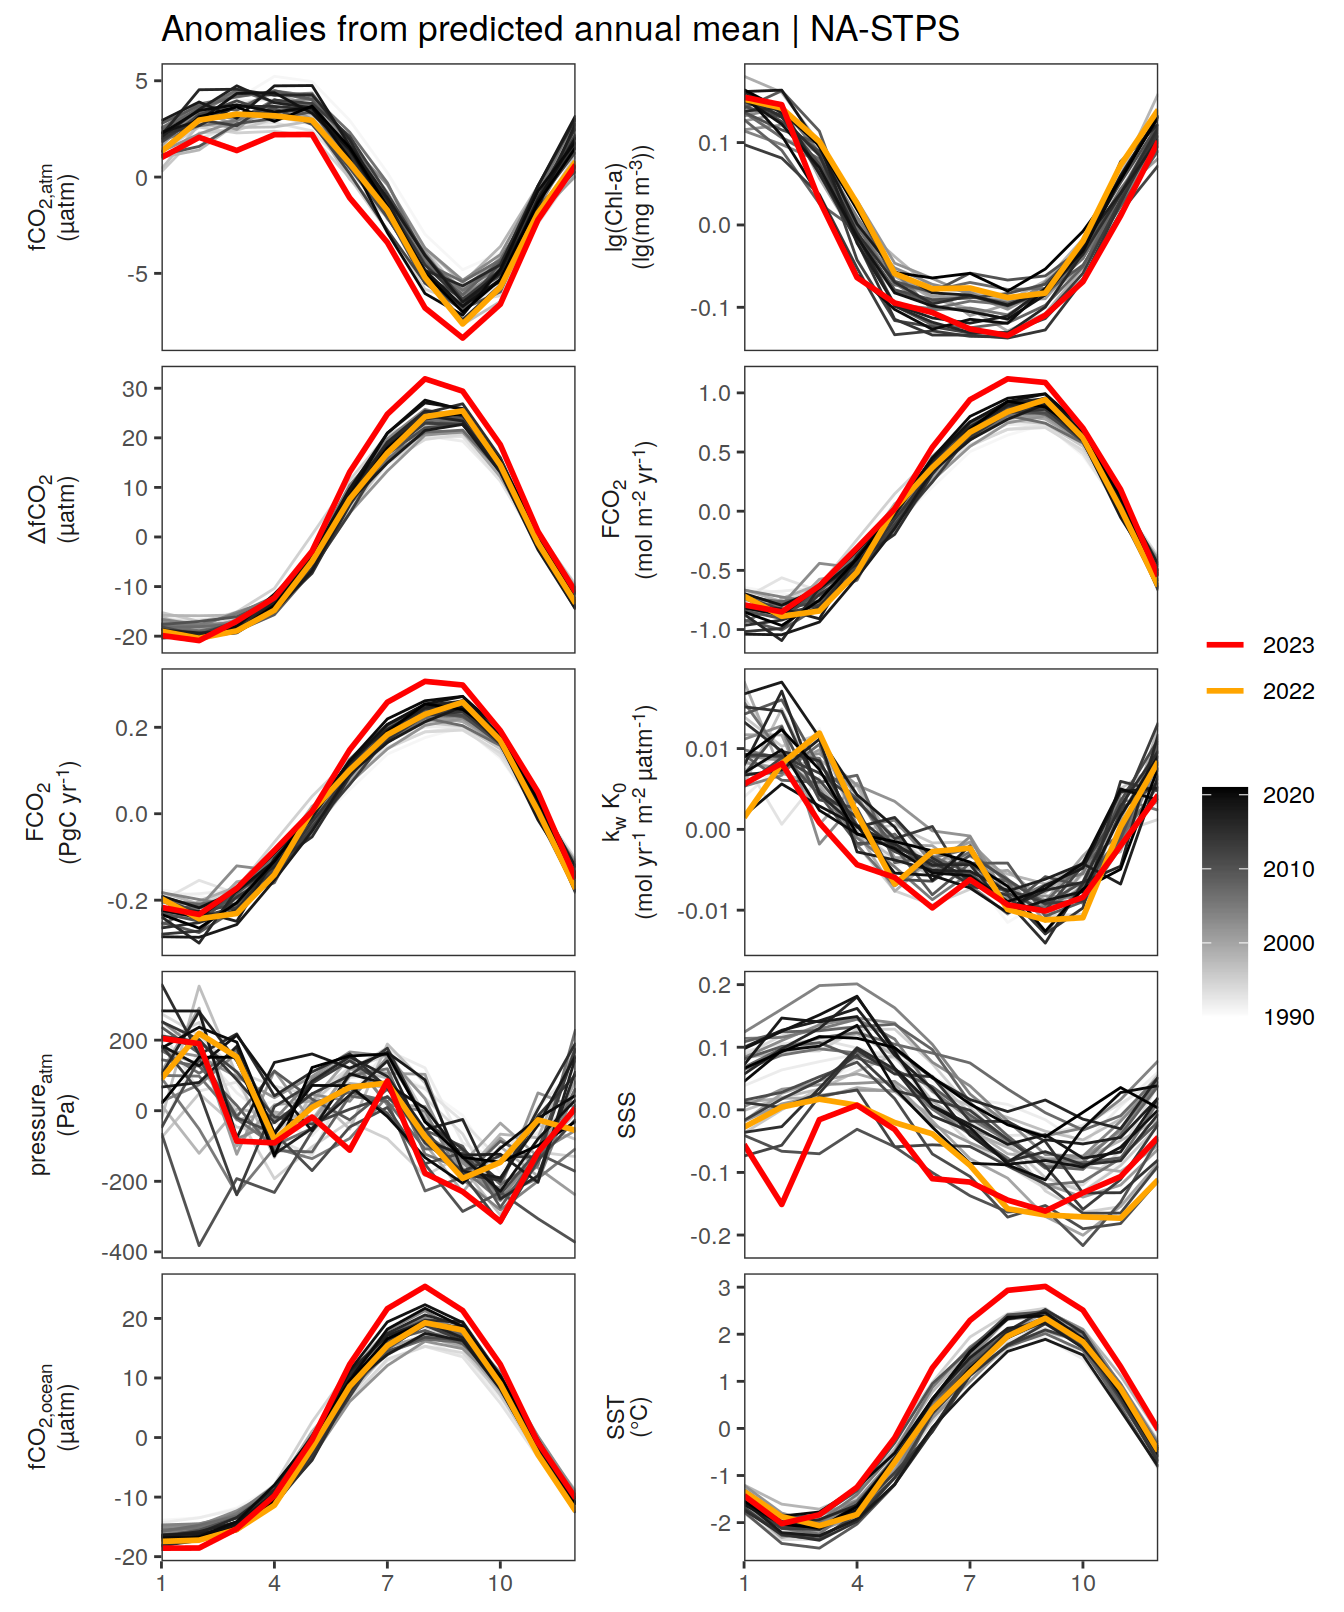 Anomalies from predicted annual mean | NA-STPS
fCO2,atm
(µatm)
5
0
-5
lg(Chl-a)
(lg(mg m-3))
0.1
0.0
-0.1
ΔfCO2
(µatm)
30
20
10
0
-10
-20
FCO2
(mol m-2 yr-1)
1.0
0.5
0.0
-0.5
-1.0
FCO2
(PgC yr-1)
0.2
0.0
-0.2
kw K0
(mol yr-1 m-2 µatm-1)
0.01
0.00
-0.01
pressureatm
(Pa)
200
0
-200
-400
SSS
0.2
0.1
0.0
-0.1
-0.2
fCO2,ocean
(µatm)
20
10
0
-10
-20
1 4 7 10
SST
(°C)
3
2
1
0
-1
-2
1 4 7 10
2023
2022
2020
2010
2000
1990